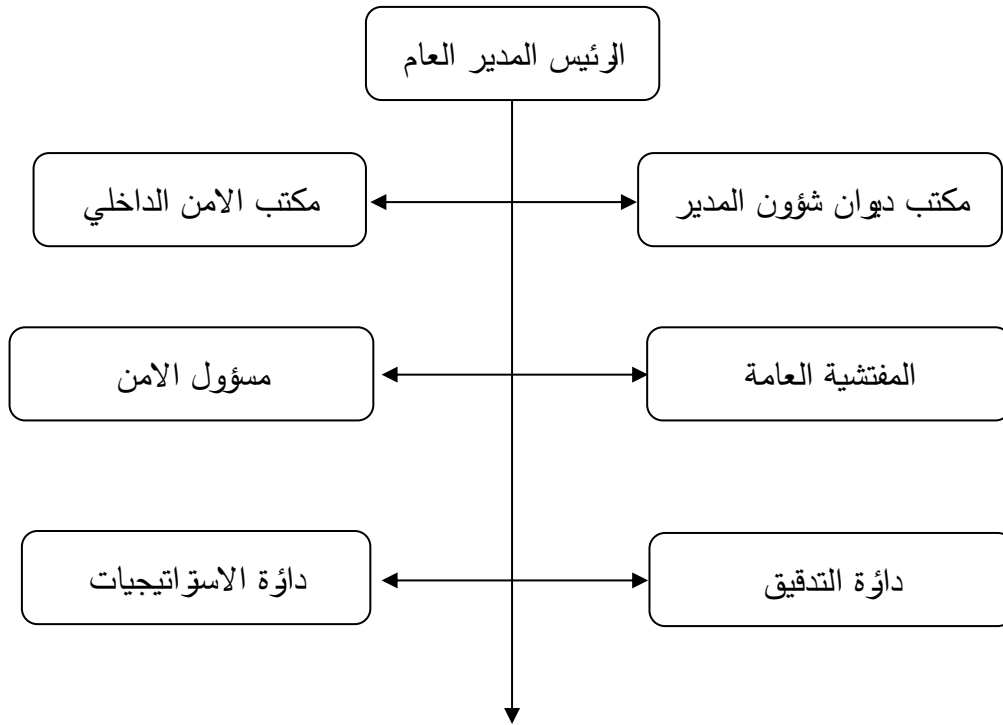 الرئيس المدير العام
مكتب ديوان شؤون المدير
مكتب الامن الداخلي
المفتشية العامة
مسؤول الامن
دائرة التدقيق
دائرة الاستراتيجيات